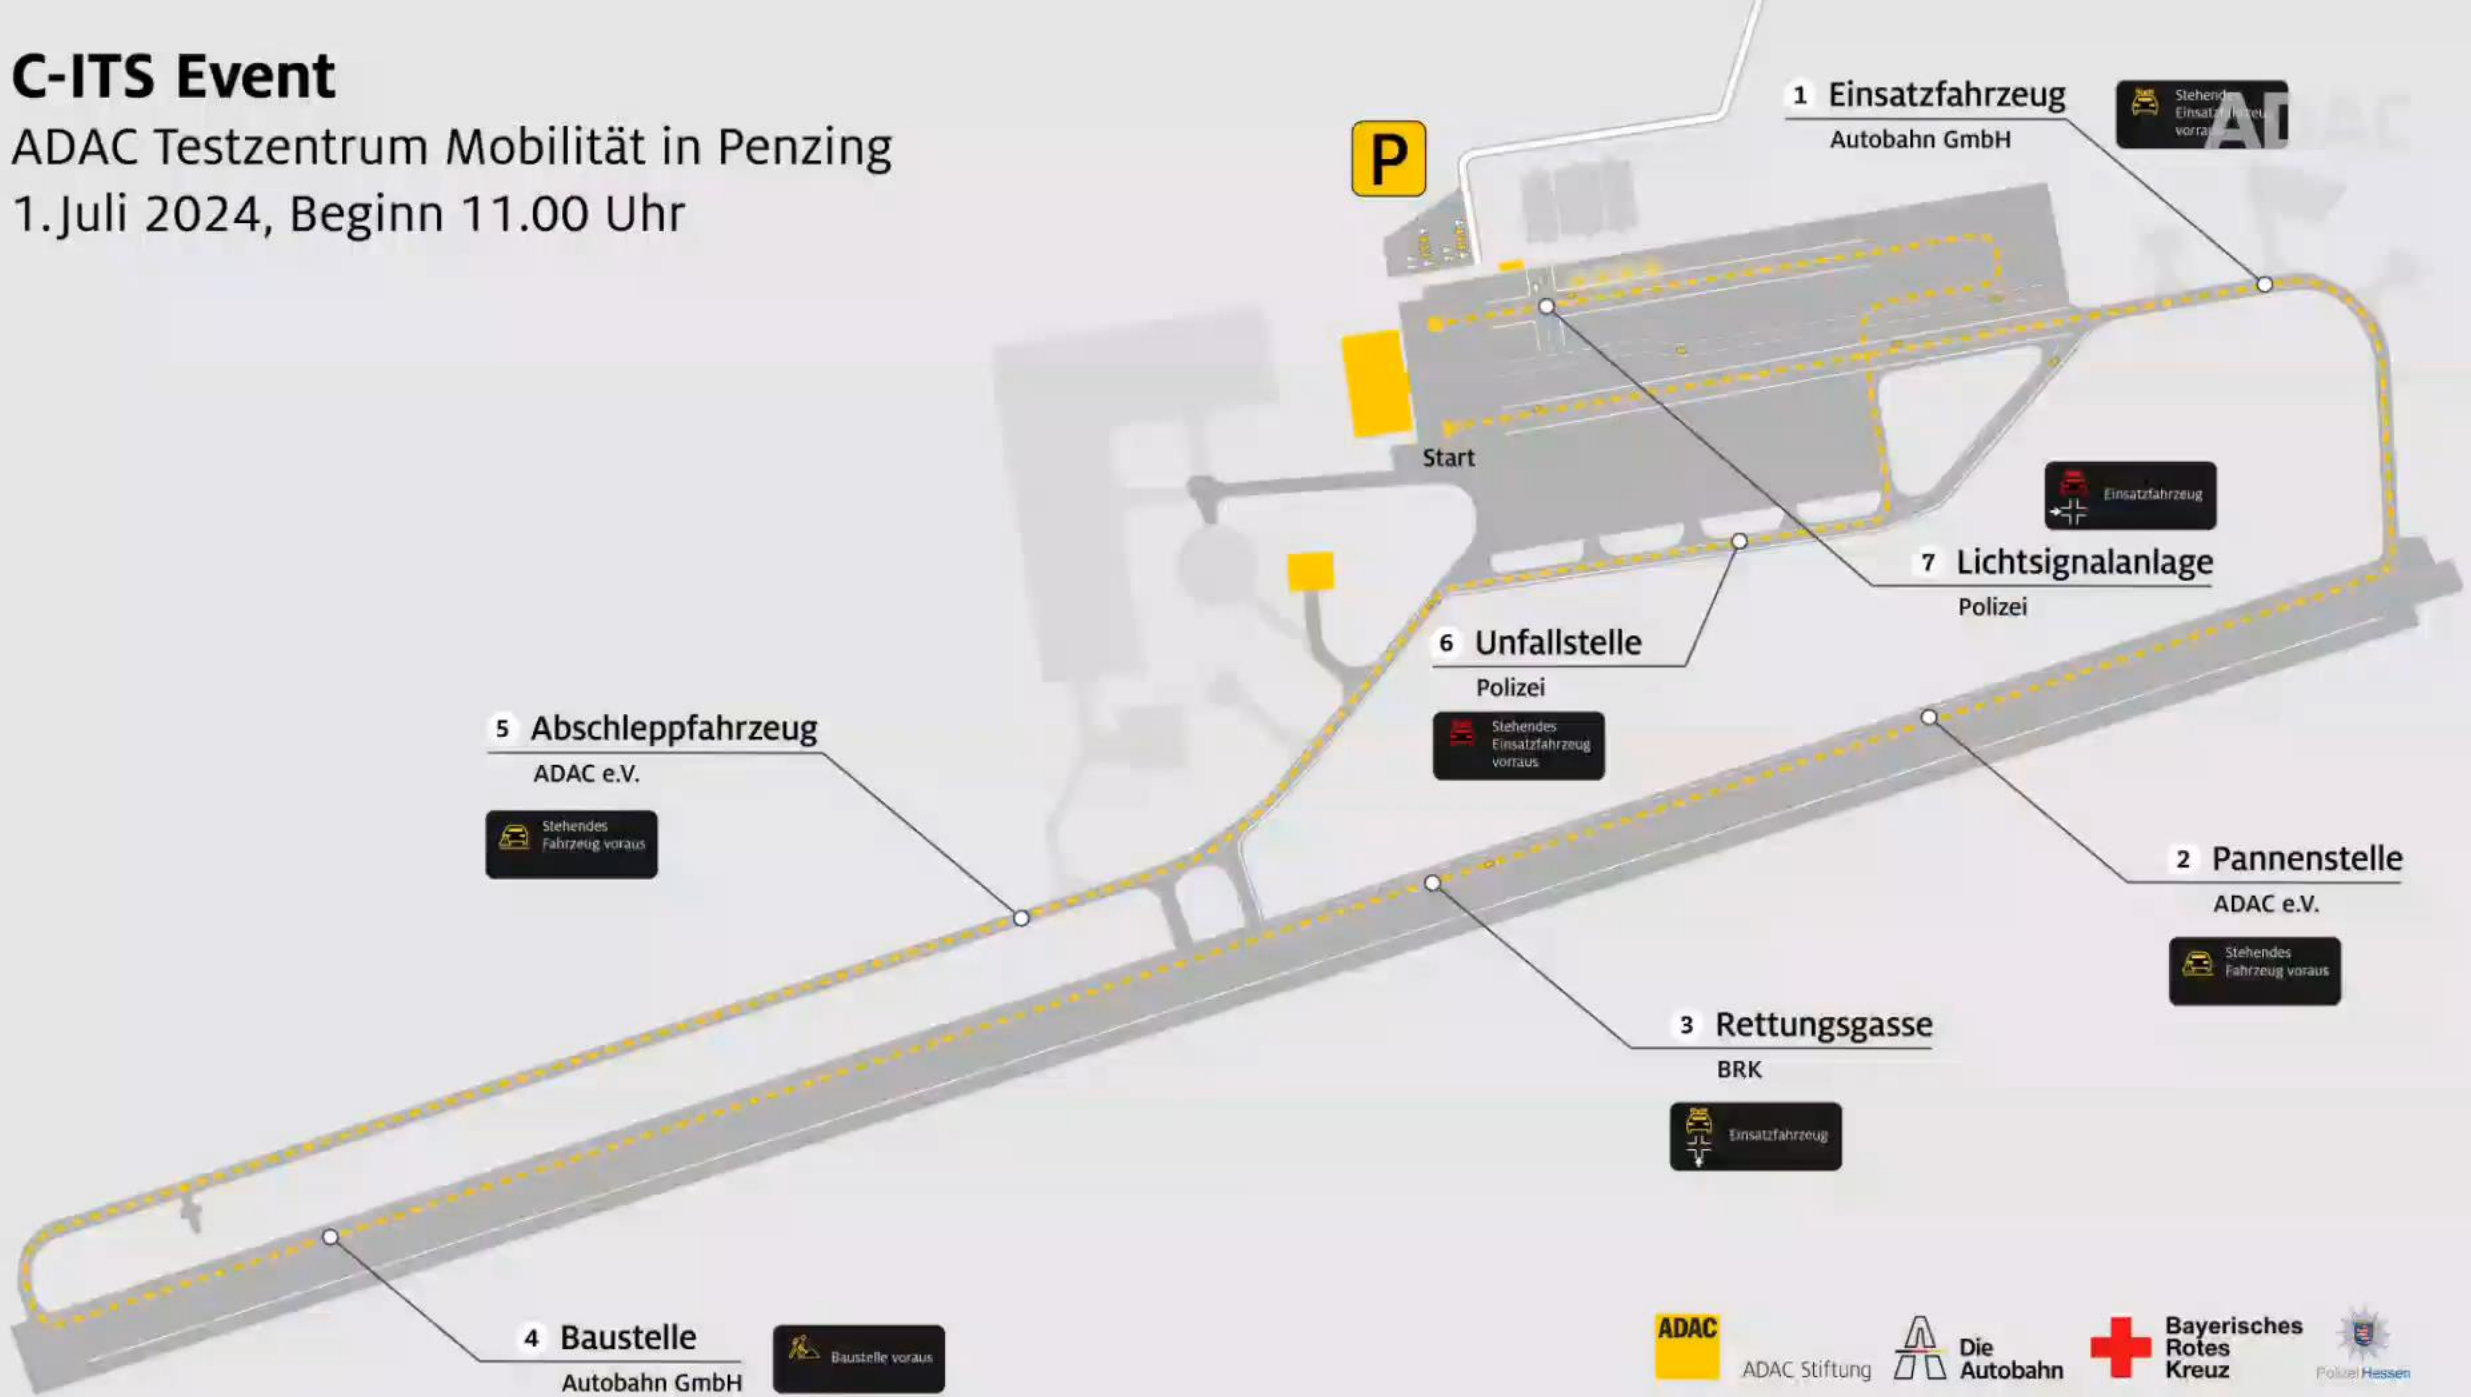 C-ITS Event
ADAC Testzentrum Mobilität in Penzing
1. Juli 2024, Beginn 11.00 Uhr
P
1 Einsatzfahrzeug
Autobahn GmbH
Stehendes
ADAC
Start
Einsatzfahrzeug
7 Lichtsignalanlage
Polizei
6 Unfallstelle
Polizei
Stehendes
Einsatzfahrzeug
vorraus
5 Abschleppfahrzeug
ADAC e.V.
Stehendes
Fahrzeug voraus
2 Pannenstelle
ADAC e.V.
Stehendes
Fahrzeug voraus
3 Rettungsgasse
BRK
Einsatzfahrzeug
4 Baustelle
Autobahn GmbH
Baustelle voraus
ADAC
ADAC Stiftung
Die
Autobahn
Bayerisches
Rotes
Kreuz
Polizei Hessen